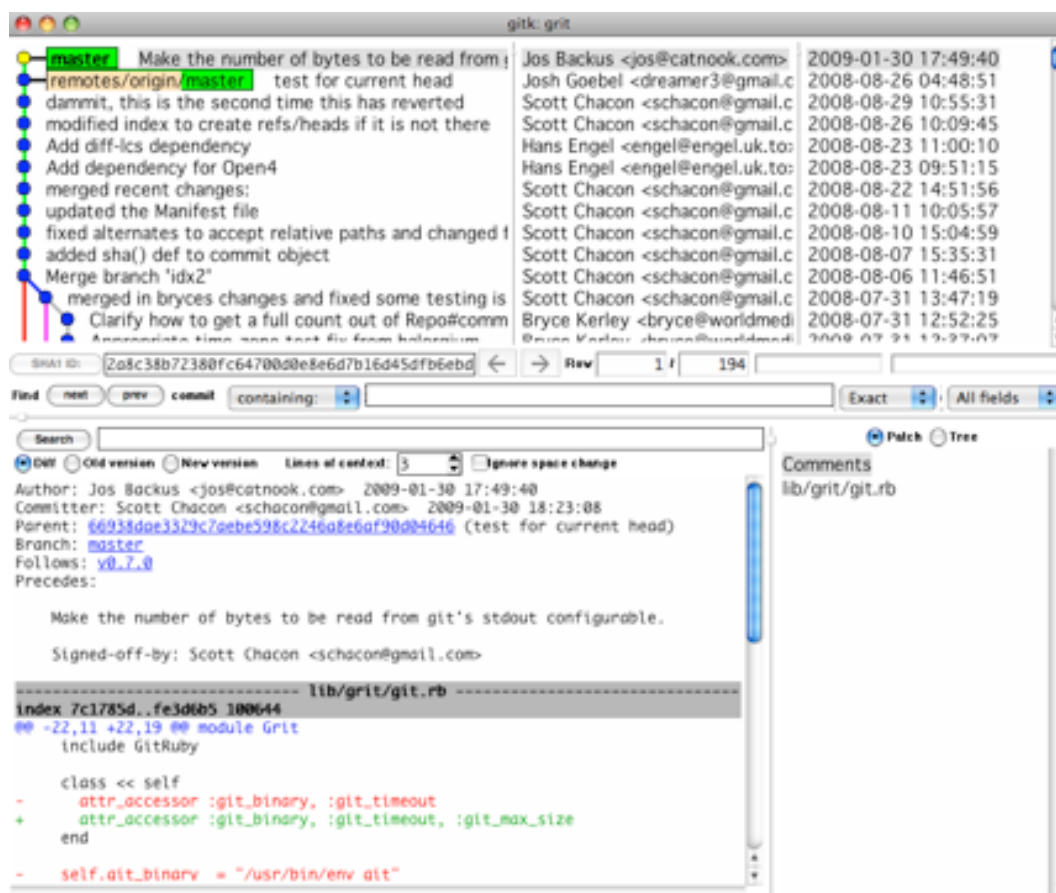 gitk: grit
master Make the number of bytes to be read from Jos Backus <jos@catnook.com> 2009-01-30 17:49:40
remotes/origin/master test for current head Josh Goebel <dreamer3@gmail.c 2008-08-26 04:48:51
dammit, this is the second time this has reverted Scott Chacon <schacon@gmail.c 2008-08-29 10:55:31
modified index to create refs/heads if it is not there Scott Chacon <schacon@gmail.c 2008-08-26 10:09:45
Add diff-lcs dependency Hans Engel <engel@engel.uk.to> 2008-08-23 11:00:10
Add dependency for Open4 Hans Engel <engel@engel.uk.to> 2008-08-23 09:51:15
merged recent changes: Scott Chacon <schacon@gmail.c 2008-08-22 14:51:56
updated the Manifest file Scott Chacon <schacon@gmail.c 2008-08-11 10:05:57
fixed alternates to accept relative paths and changed f Scott Chacon <schacon@gmail.c 2008-08-10 15:04:59
added sha() def to commit object Scott Chacon <schacon@gmail.c 2008-08-07 15:35:31
Merge branch 'idx2' Scott Chacon <schacon@gmail.c 2008-08-06 11:46:51
merged in bryces changes and fixed some testing is Scott Chacon <schacon@gmail.c 2008-07-31 13:47:19
Clarify how to get a full count out of Repo#comm Bryce Kerley <bryce@worldmedi 2008-07-31 12:52:25
SHA1 ID: 2a8c38b72380fc64700d0e8e6d7b16d45dfb6ebd Row 1 / 194
Find next prev commit containing: Exact All fields
Search Patch Tree
Diff Old version New version Lines of context: 3 Ignore space change
Comments
lib/grit/git.rb
Author: Jos Backus <jos@catnook.com> 2009-01-30 17:49:40
Committer: Scott Chacon <schacon@gmail.com> 2009-01-30 18:23:08
Parent: 66938dae3329c7aebe598c2246a8e6af90d04646 (test for current head)
Branch: master
Follows: v0.7.0
Precedes:
Make the number of bytes to be read from git's stdout configurable.
Signed-off-by: Scott Chacon <schacon@gmail.com>
------------------------------- lib/grit/git.rb -------------------------------
index 7c1785d..fe3d6b5 100644
@@ -22,11 +22,19 @@ module Grit
include GitRuby
class << self
- attr_accessor :git_binary, :git_timeout
+ attr_accessor :git_binary, :git_timeout, :git_max_size
end
- self.git_binary = "/usr/bin/env git"